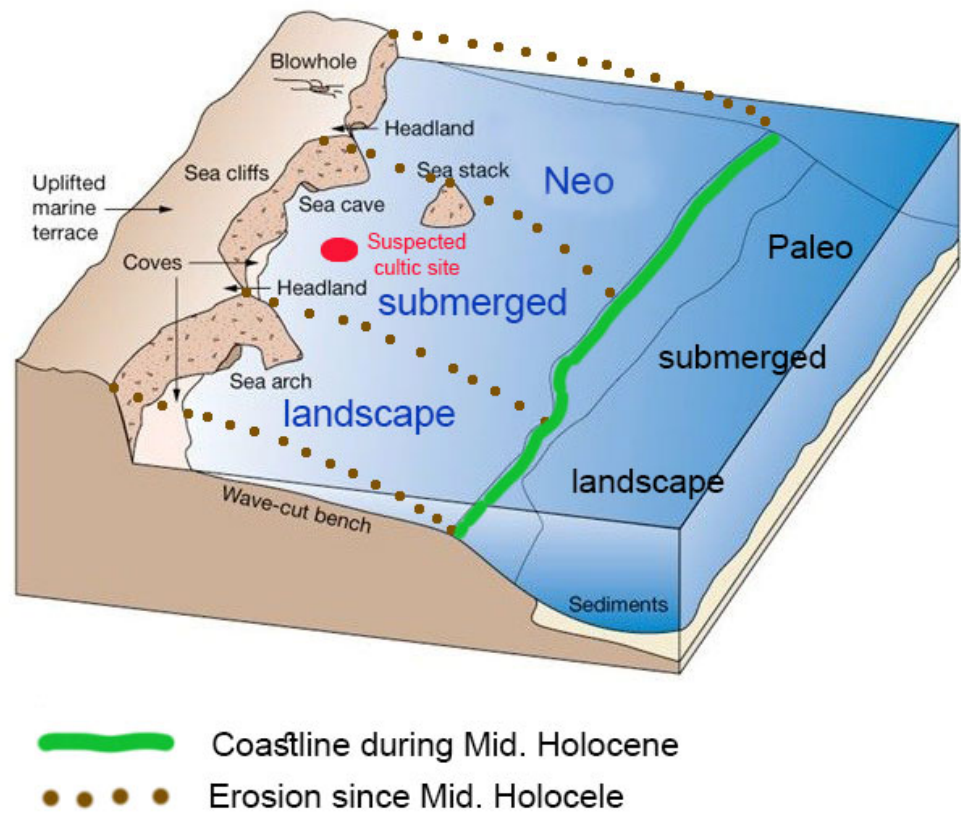 Blowhole
Headland
Sea cliffs
Sea stack
Neo
Uplifted
marine
terrace
Sea cave
Suspected
cultic site
Paleo
Coves
Headland
submerged
Sea arch
submerged
landscape
landscape
Wave-cut bench
Sediments
Coastline during Mid. Holocene
Erosion since Mid. Holocele